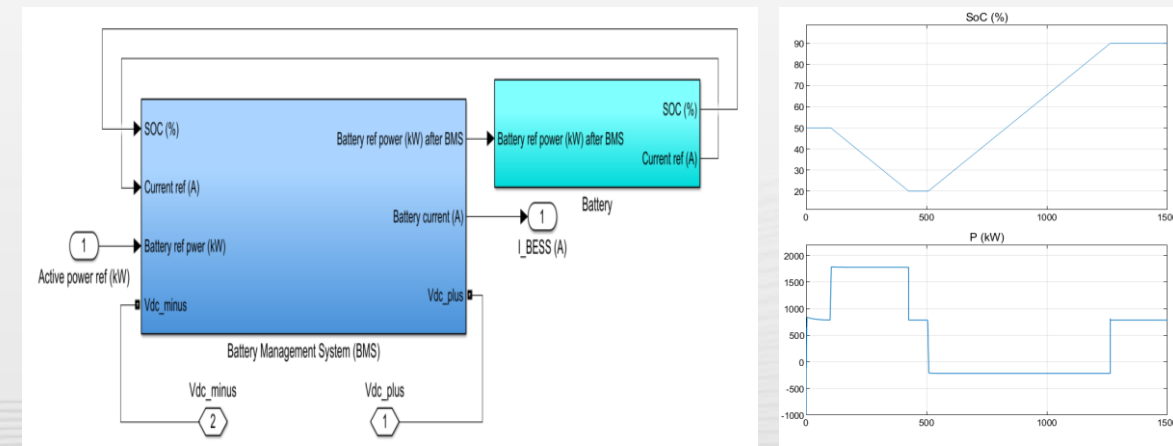 SOC (%)
Current ref (A)
Battery ref pwer (kW)
Vdc_minus
Battery ref power (kW) after BMS
Battery current (A)
Vdc_plus
Battery Management System (BMS)
1
Active power ref (kW)
Battery ref power (kW) after BMS
SOC (%)
Current ref (A)
Battery
1
I_BESS (A)
Vdc_minus
2
Vdc_plus
1
SoC (%)
90
80
70
60
50
40
30
20
0
500
1000
1500
P (kW)
2000
1500
1000
500
0
-500
-1000
0
500
1000
1500